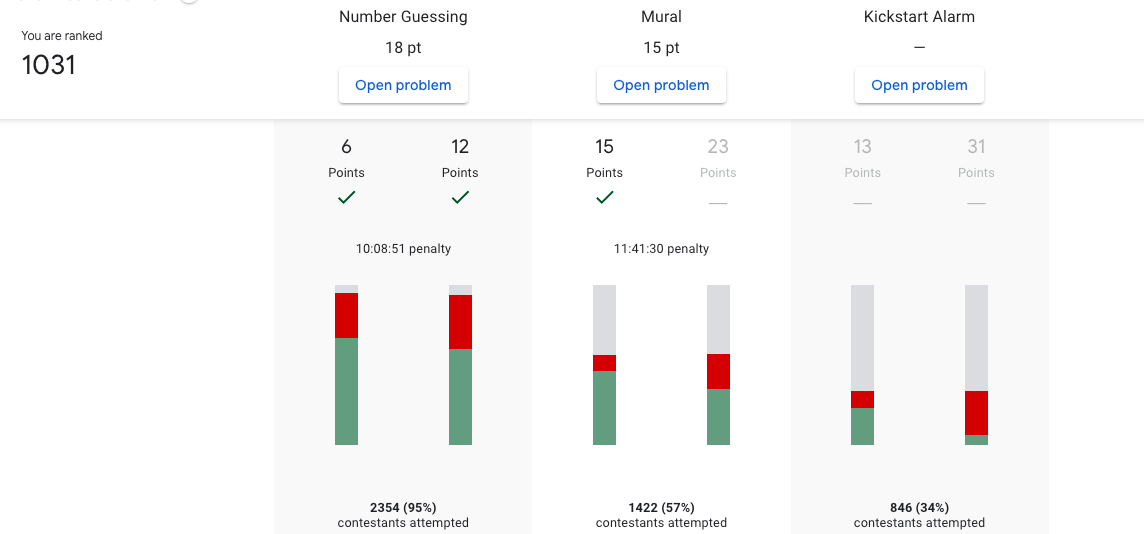 Number Guessing Mural Kickstart Alarm
You are ranked
1031
18 pt 15 pt —
Open problem Open problem Open problem
6 12 15 23 13 31
Points Points Points Points Points Points
— — —
10:08:51 penalty 11:41:30 penalty
2354 (95%) 1422 (57%) 846 (34%)
contestants attempted contestants attempted contestants attempted